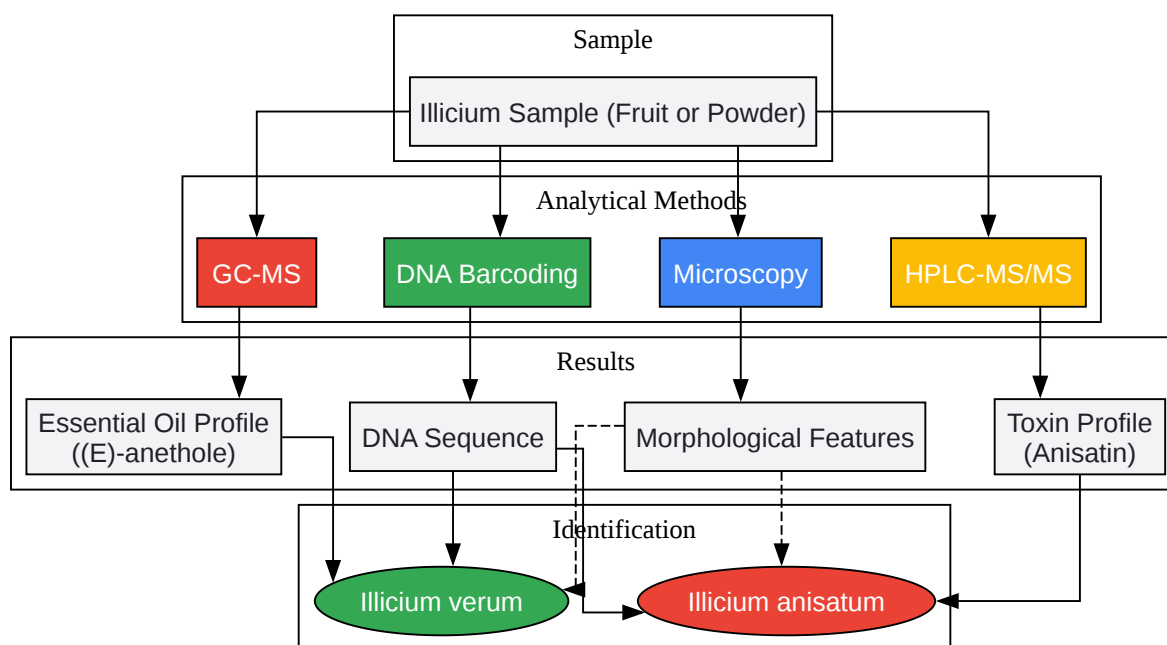 Sample
Illicium Sample (Fruit or Powder)
Analytical Methods
GC-MS
DNA Barcoding
Microscopy
HPLC-MS/MS
Results
Essential Oil Profile
((E)-anethole)
DNA Sequence
Morphological Features
Toxin Profile
(Anisatin)
Identification
Illicium verum
Illicium anisatum